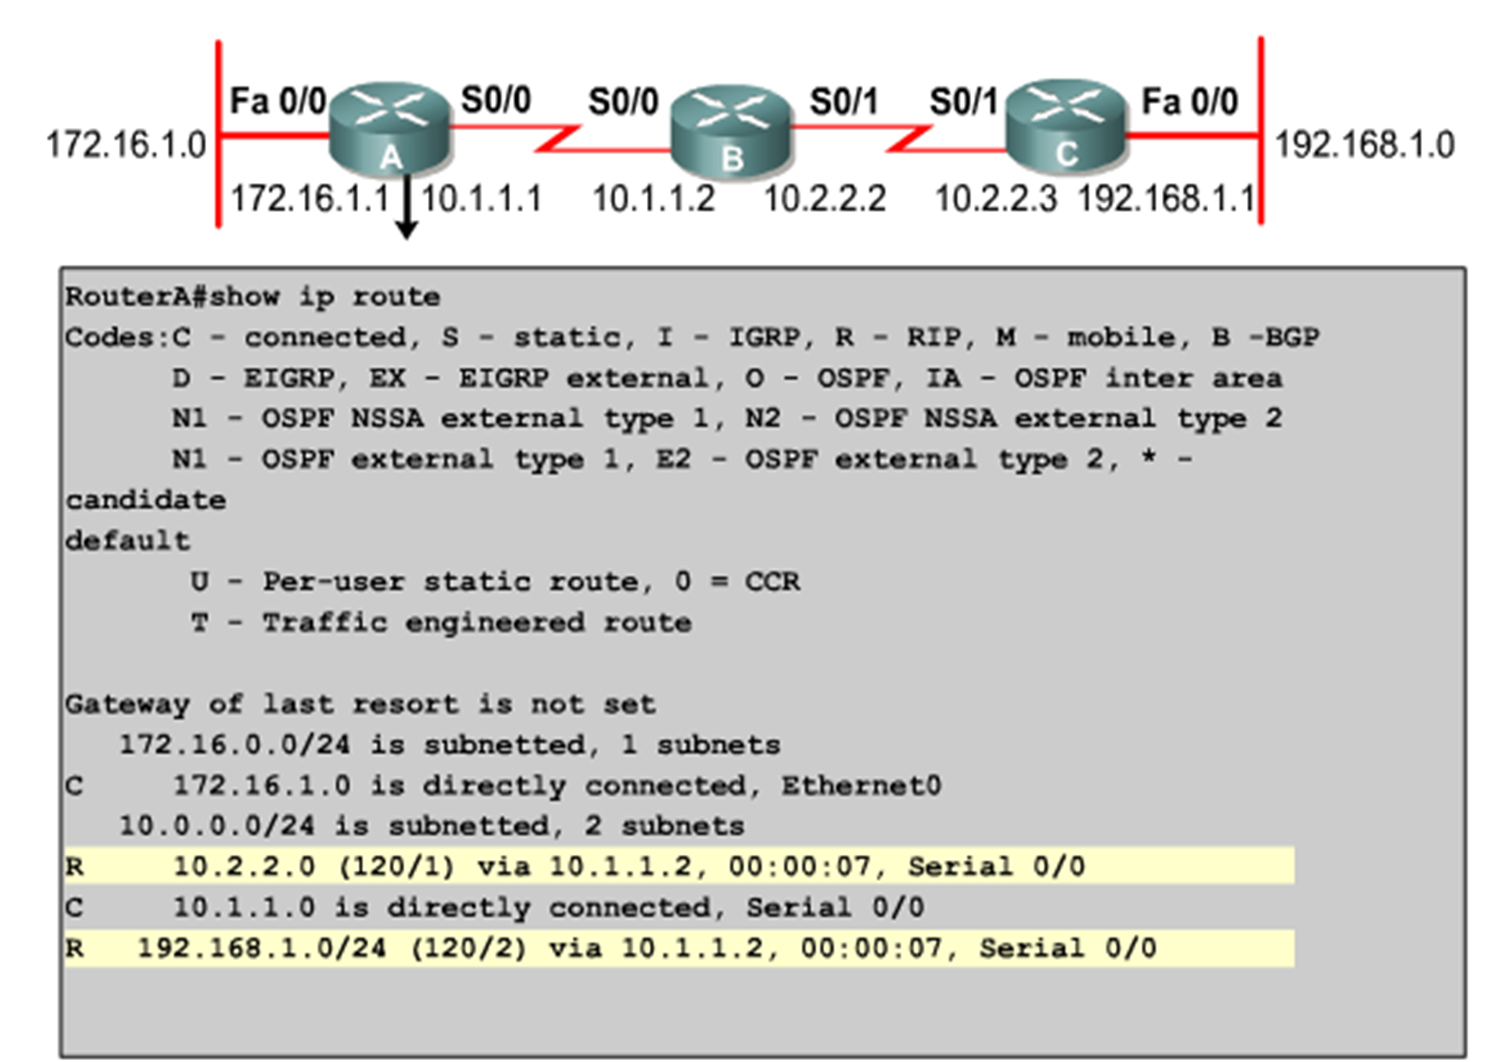 Fa 0/0 S0/0 S0/0 S0/1 S0/1 Fa 0/0
172.16.1.0 A B C 192.168.1.0
172.16.1.1 10.1.1.1 10.1.1.2 10.2.2.2 10.2.2.3 192.168.1.1
RouterA#show ip route
Codes:C - connected, S - static, I - IGRP, R - RIP, M - mobile, B -BGP
D - EIGRP, EX - EIGRP external, O - OSPF, IA - OSPF inter area
N1 - OSPF NSSA external type 1, N2 - OSPF NSSA external type 2
N1 - OSPF external type 1, E2 - OSPF external type 2, * -
candidate
default
U - Per-user static route, 0 = CCR
T - Traffic engineered route
Gateway of last resort is not set
172.16.0.0/24 is subnetted, 1 subnets
C 172.16.1.0 is directly connected, Ethernet0
10.0.0.0/24 is subnetted, 2 subnets
R 10.2.2.0 (120/1) via 10.1.1.2, 00:00:07, Serial 0/0
C 10.1.1.0 is directly connected, Serial 0/0
R 192.168.1.0/24 (120/2) via 10.1.1.2, 00:00:07, Serial 0/0